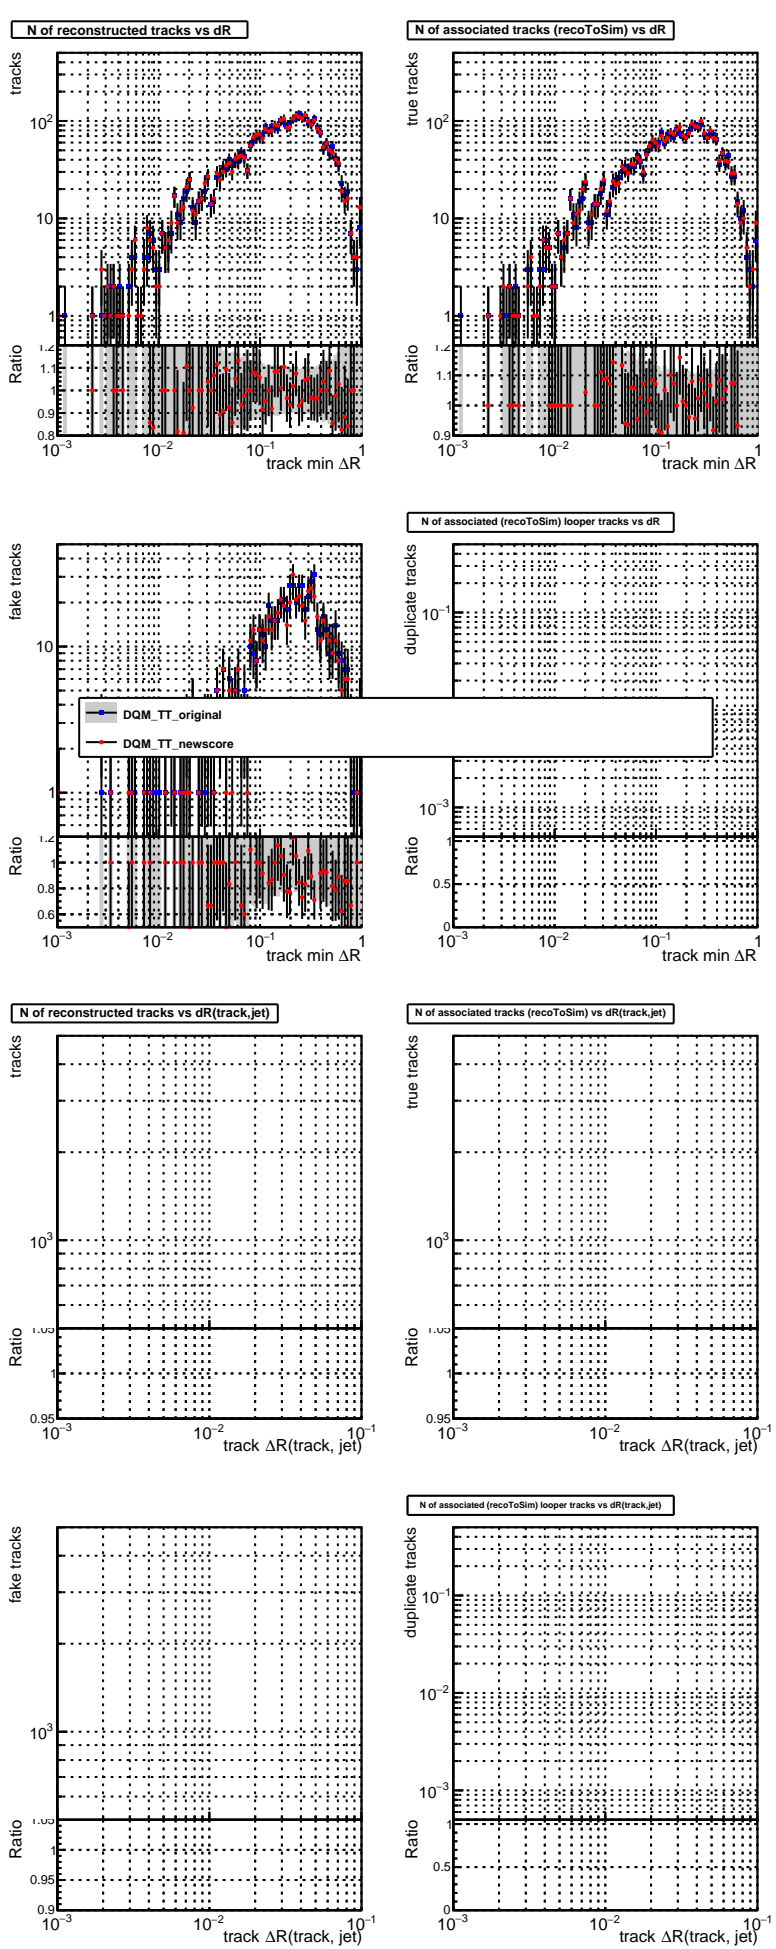 N of reconstructed tracks vs dR
tracks
10²
10
1
Ratio
1.2
1.1
1
0.9
0.8
10⁻³
10⁻²
10⁻¹
1
track min ΔR
N of associated tracks (recoToSim) vs dR
true tracks
10²
10
1
Ratio
1.2
1.1
1
0.9
10⁻³
10⁻²
10⁻¹
1
track min ΔR
fake tracks
10
1
Ratio
1.2
1
0.8
0.6
10⁻³
10⁻²
10⁻¹
1
track min ΔR
N of associated (recoToSim) looper tracks vs dR
duplicate tracks
10⁻¹
10⁻³
Ratio
1
0.5
0
10⁻³
10⁻²
10⁻¹
1
track min ΔR
DQM_TT_original
DQM_TT_newscore
N of reconstructed tracks vs dR(track,jet)
tracks
10³
Ratio
1.05
1
0.95
10⁻³
10⁻²
10⁻¹
track ΔR(track, jet)
N of associated tracks (recoToSim) vs dR(track,jet)
true tracks
10³
Ratio
1.05
1
0.95
10⁻³
10⁻²
10⁻¹
track ΔR(track, jet)
fake tracks
10³
Ratio
1.05
1
0.95
0.9
10⁻³
10⁻²
10⁻¹
track ΔR(track, jet)
N of associated (recoToSim) looper tracks vs dR(track,jet)
duplicate tracks
10⁻¹
10⁻²
10⁻³
Ratio
1
0.5
0
10⁻³
10⁻²
10⁻¹
track ΔR(track, jet)